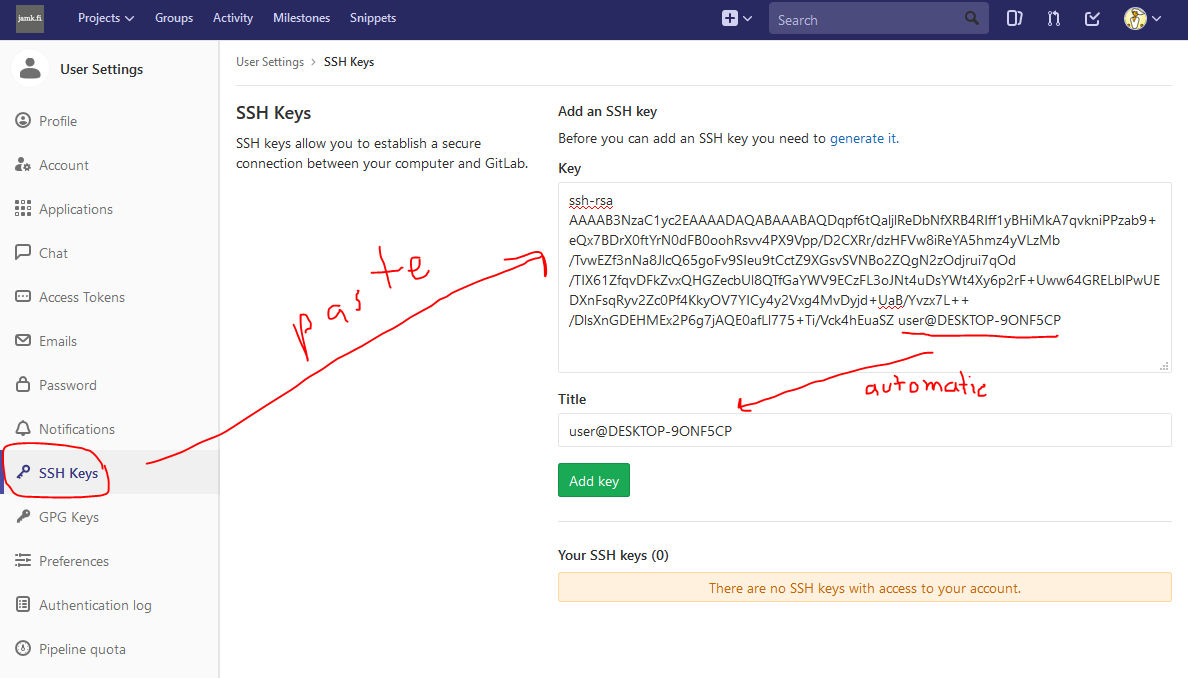 jamk.fi
Projects
Groups
Activity
Milestones
Snippets
Search
User Settings
Profile
Account
Applications
Chat
Access Tokens
Emails
Password
Notifications
SSH Keys
GPG Keys
Preferences
Authentication log
Pipeline quota
User Settings > SSH Keys
SSH Keys
SSH keys allow you to establish a secure
connection between your computer and GitLab.
paste
Add an SSH key
Before you can add an SSH key you need to generate it.
Key
ssh-rsa
AAAAB3NzaC1yc2EAAAADAQABAAABAQDqpf6tQaljlReDbNfXRB4RIff1yBHiMkA7qvkniPPzab9+
eQx7BDrX0ftYrN0dFB0oohRsvv4PX9Vpp/D2CXRr/dzHFVw8iReYA5hmz4yVLzMb
/TvwEZf3nNa8JlcQ65goFv9SIeu9tCctZ9XGsvSVNBo2ZQgN2zOdjrui7qOd
/TIX61ZfqvDFkZvxQHGZecbUl8QTfGaYWV9ECzFL3oJNt4uDsYWt4Xy6p2rF+Uww64GRELblPwUE
DXnFsqRyv2Zc0Pf4KkyOV7YICy4y2Vxg4MvDyjd+UaB/Yvzx7L++
/DlsXnGDEHMEx2P6g7jAQE0afLl775+Ti/Vck4hEuaSZ user@DESKTOP-9ONF5CP
automatic
Title
user@DESKTOP-9ONF5CP
Add key
Your SSH keys (0)
There are no SSH keys with access to your account.